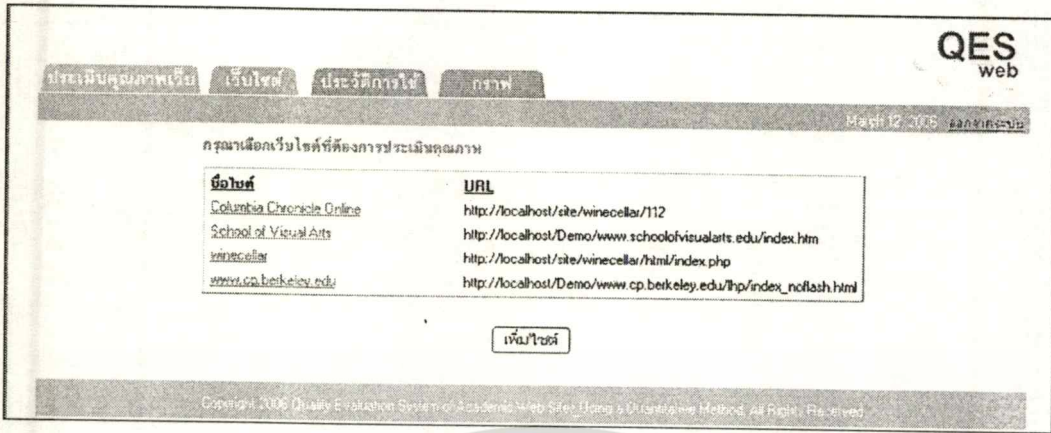 QES
web
ประเมินคุณภาพเว็บ เว็บไซต์ ประวัติการใช้ กราฟ
March 12, 2006 ออกจากระบบ
กรุณาเลือกเว็บไซต์ที่ต้องการประเมินคุณภาพ
ชื่อไซต์ URL
Columbia Chronicle Online http://localhost/site/winecellar/112
School of Visual Arts http://localhost/Demo/www.schoolofvisualarts.edu/index.htm
winecellar http://localhost/site/winecellar/html/index.php
www.cp.berkeley.edu http://localhost/Demo/www.cp.berkeley.edu/lhp/index_noflash.html
เพิ่มไซต์
Copyright 2006 Quality Evaluation System of Academic Web Sites Using a Quantitative Method, All Rights Reserved